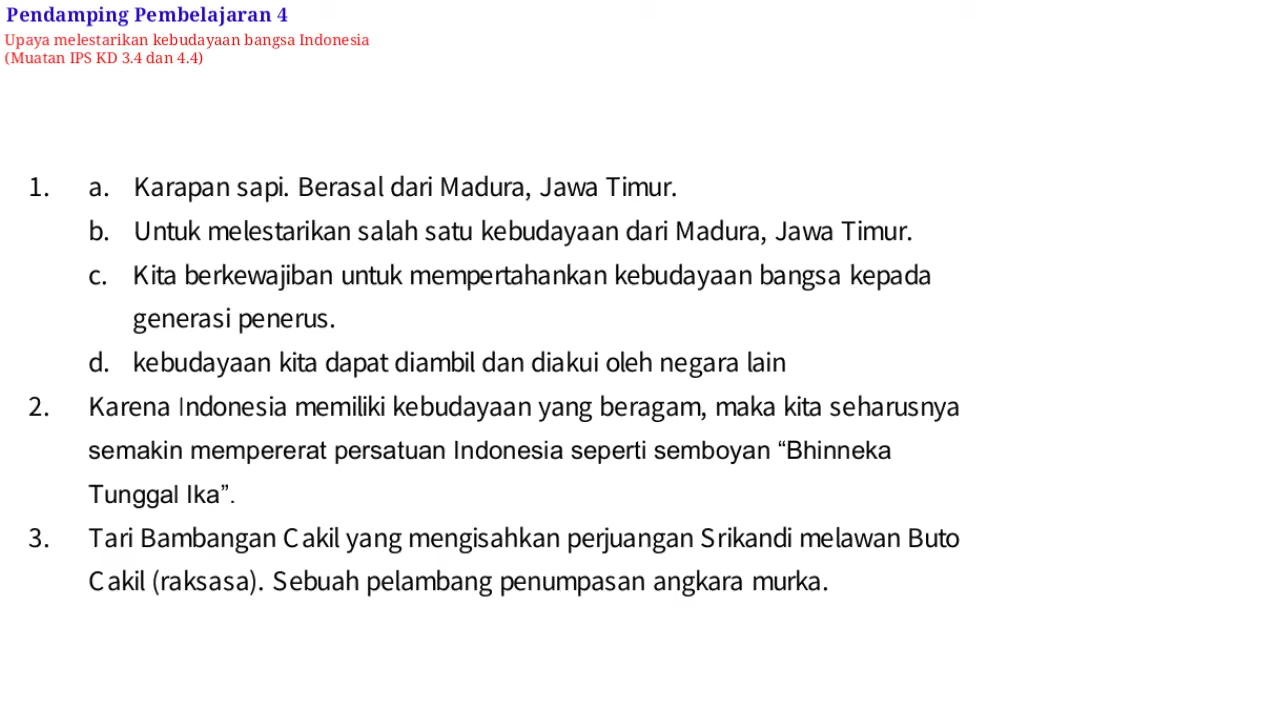 Pendamping Pembelajaran 4
Upaya melestarikan kebudayaan bangsa Indonesia
(Muatan IPS KD 3.4 dan 4.4)
1. a. Karapan sapi. Berasal dari Madura, Jawa Timur.
b. Untuk melestarikan salah satu kebudayaan dari Madura, Jawa Timur.
c. Kita berkewajiban untuk mempertahankan kebudayaan bangsa kepada
generasi penerus.
d. kebudayaan kita dapat diambil dan diakui oleh negara lain
2. Karena Indonesia memiliki kebudayaan yang beragam, maka kita seharusnya
semakin mempererat persatuan Indonesia seperti semboyan “Bhinneka
Tunggal Ika”.
3. Tari Bambangan Cakil yang mengisahkan perjuangan Srikandi melawan Buto
Cakil (raksasa). Sebuah pelambang penumpasan angkara murka.